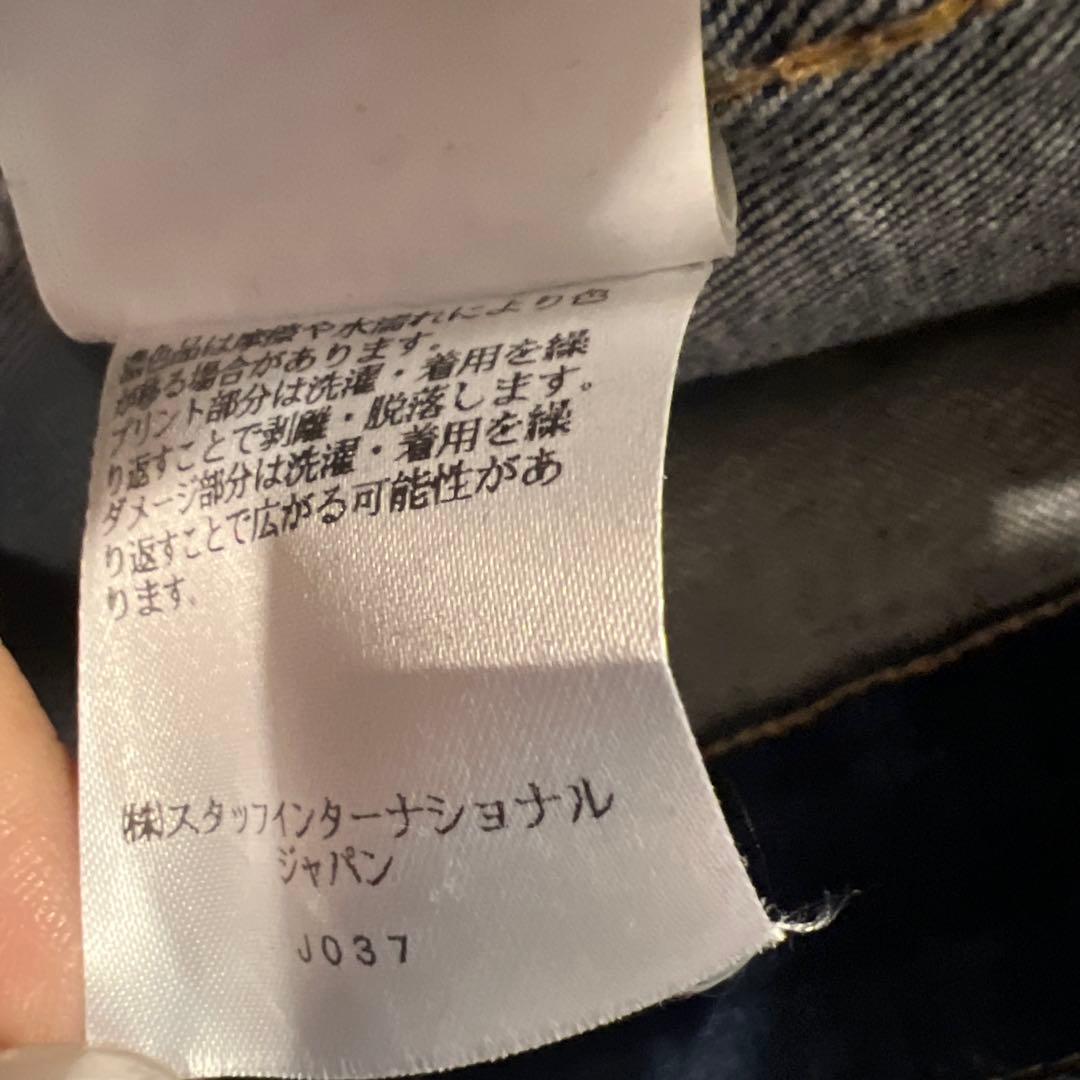 濃色品は摩擦や水濡れにより色
が移る場合があります。
プリント部分は洗濯・着用を繰
り返すことで剥離・脱落します。
ダメージ部分は洗濯・着用を繰
り返すことで広がる可能性があ
ります。
(株)スタッフインターナショナル
ジャパン
J037